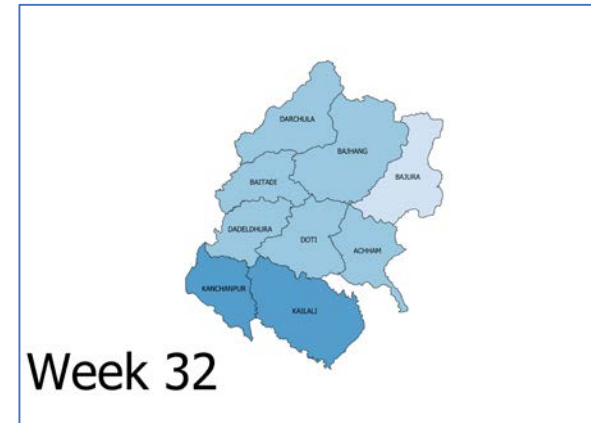 DARCHULA
BAJHANG
BAJURA
BAITADI
DADELDHURA
DOTI
ACHHAM
KANCHANPUR
KAILALI
Week 32